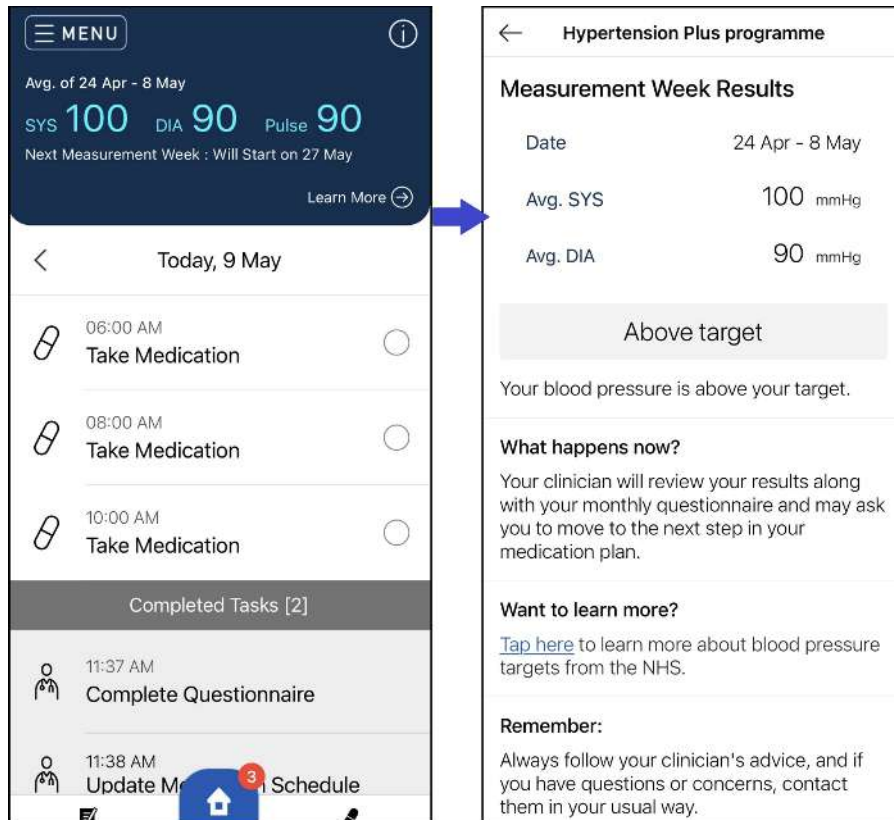 MENU
Avg. of 24 Apr - 8 May
SYS 100 DIA 90 Pulse 90
Next Measurement Week : Will Start on 27 May
Learn More
Today, 9 May
06:00 AM
Take Medication
08:00 AM
Take Medication
10:00 AM
Take Medication
Completed Tasks [2]
11:37 AM
Complete Questionnaire
11:38 AM
Update Schedule
3
Hypertension Plus programme
Measurement Week Results
Date 24 Apr - 8 May
Avg. SYS 100 mmHg
Avg. DIA 90 mmHg
Above target
Your blood pressure is above your target.
What happens now?
Your clinician will review your results along
with your monthly questionnaire and may ask
you to move to the next step in your
medication plan.
Want to learn more?
Tap here to learn more about blood pressure
targets from the NHS.
Remember:
Always follow your clinician's advice, and if
you have questions or concerns, contact
them in your usual way.